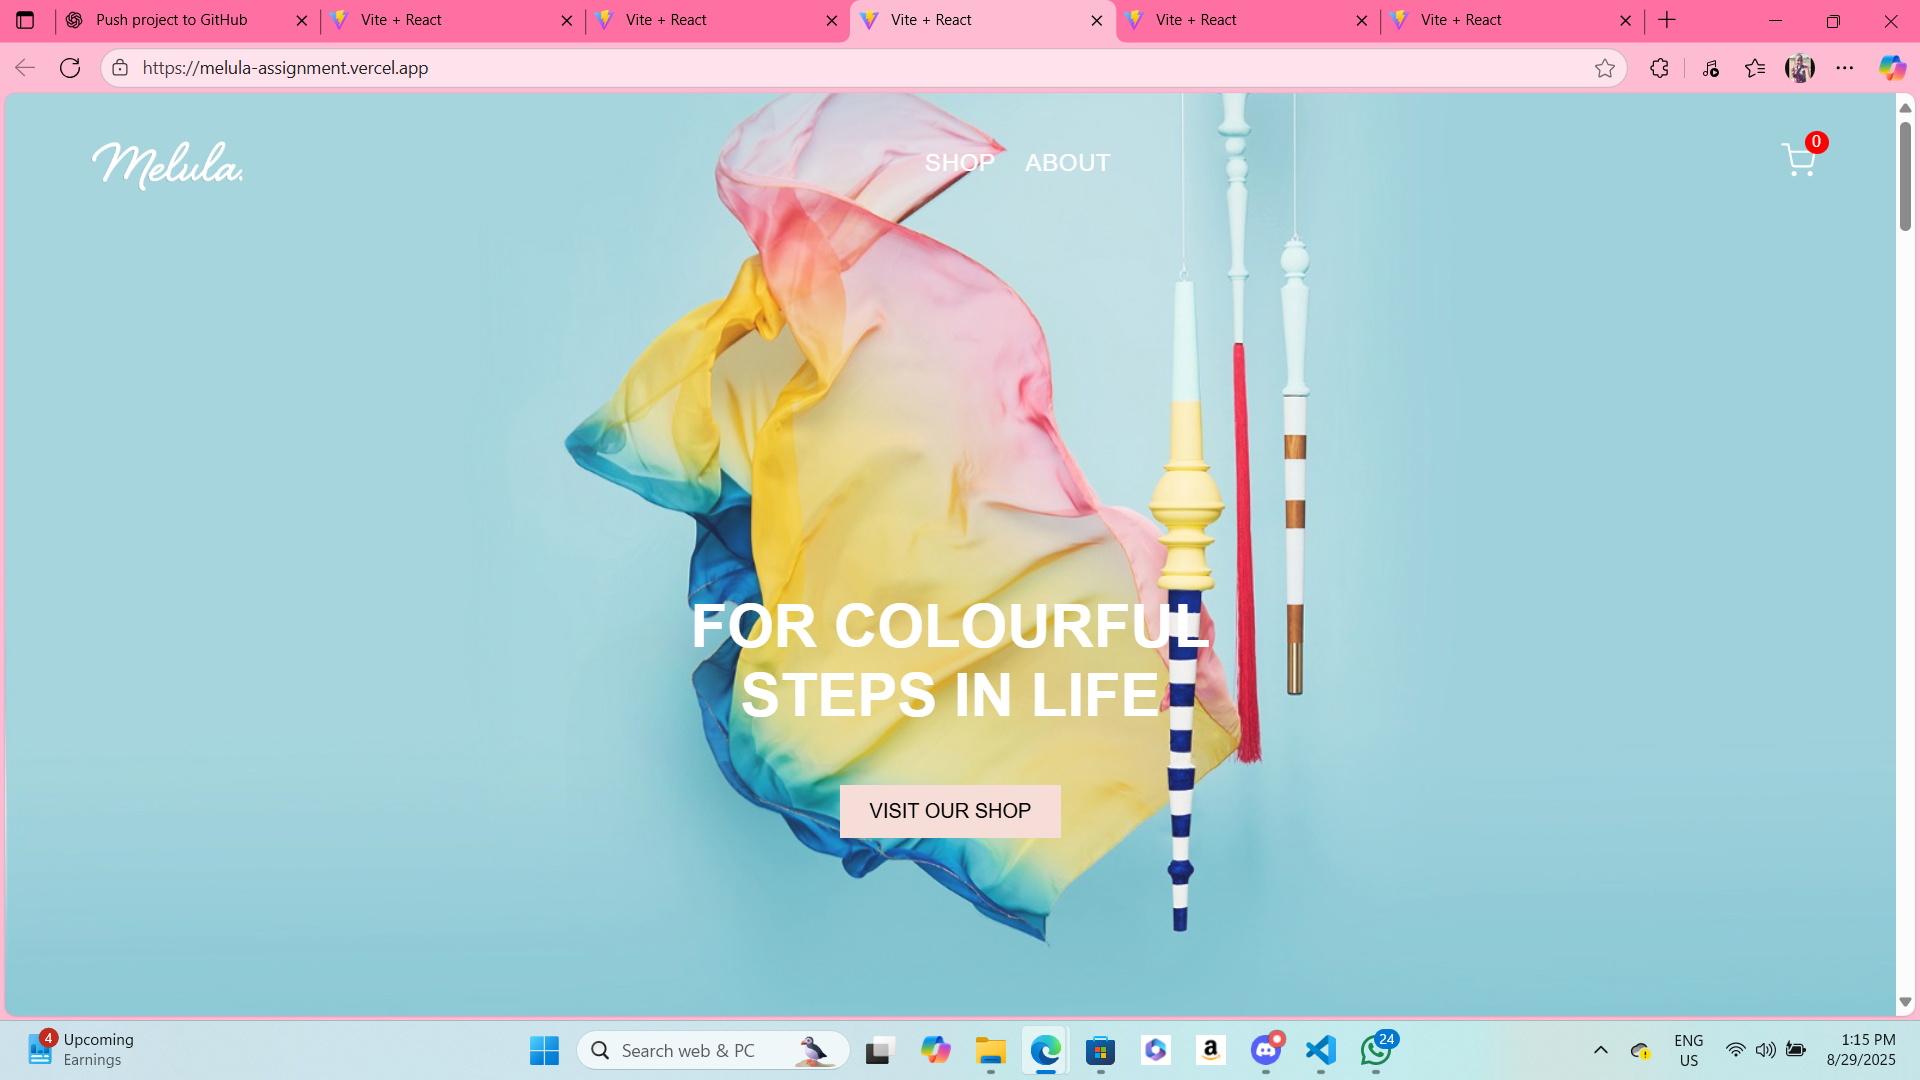 Push project to GitHub
Vite + React
Vite + React
Vite + React
Vite + React
Vite + React
https://melula-assignment.vercel.app
Melula.
SHOP ABOUT
0
FOR COLOURFUL
STEPS IN LIFE
VISIT OUR SHOP
4
Upcoming
Earnings
Search web & PC
a
24
ENG
US
1:15 PM
8/29/2025